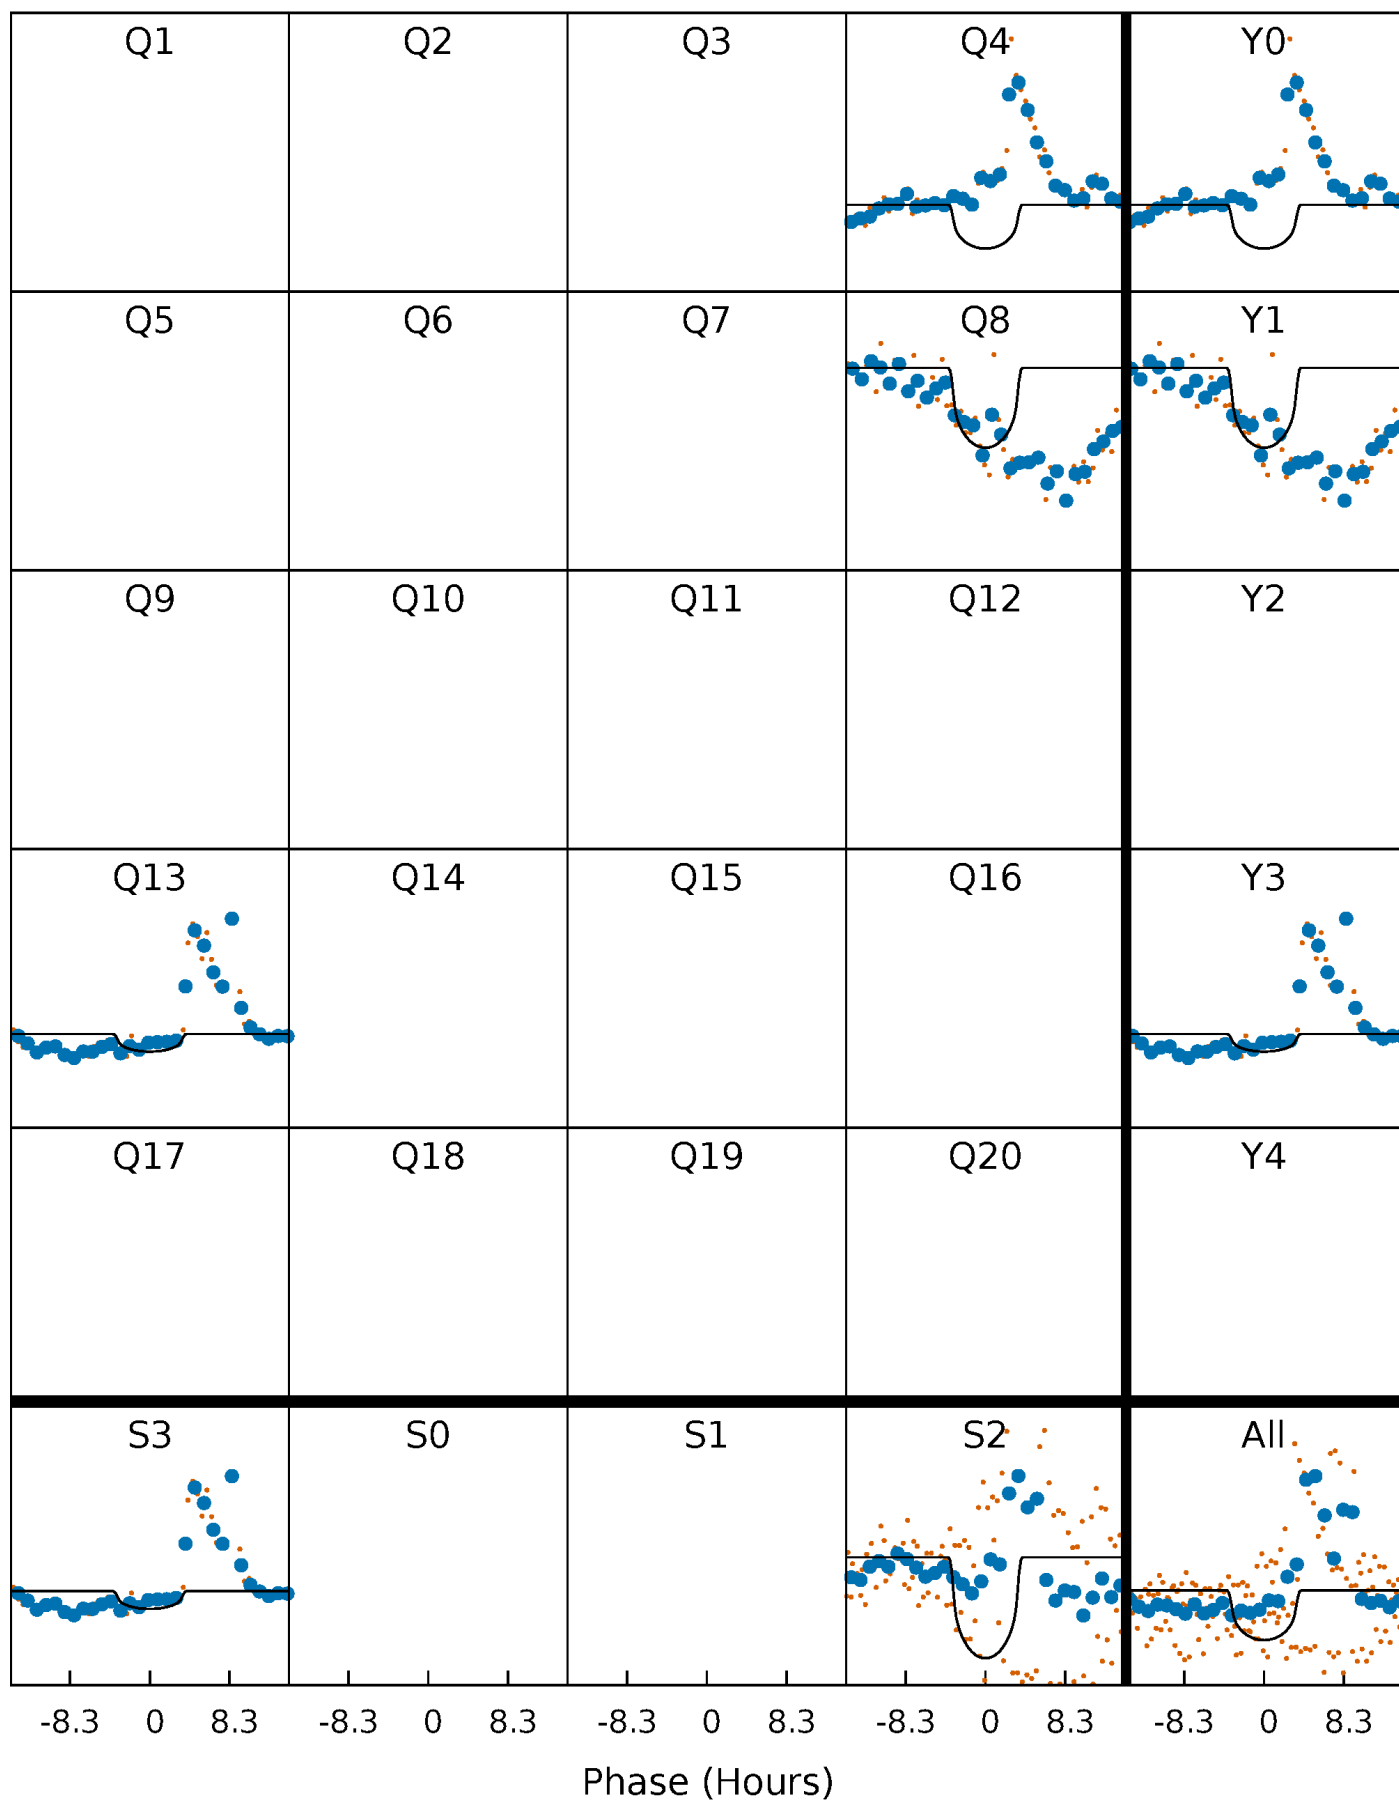 Q1 Q2 Q3 Q4 Y0
Q5 Q6 Q7 Q8 Y1
Q9 Q10 Q11 Q12 Y2
Q13 Q14 Q15 Q16 Y3
Q17 Q18 Q19 Q20 Y4
S3 S0 S1 S2 All
-8.3 0 8.3 -8.3 0 8.3 -8.3 0 8.3 -8.3 0 8.3 -8.3 0 8.3
Phase (Hours)